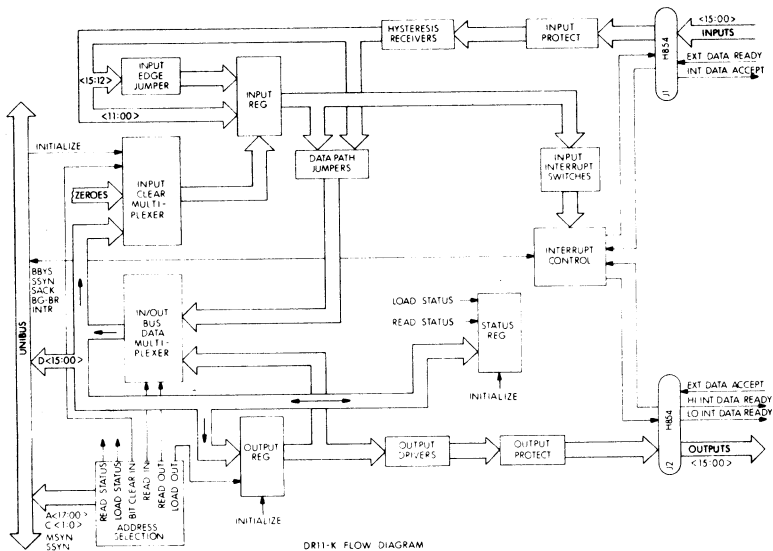 <15:00>
INPUTS
EXT DATA READY
INT DATA ACCEPT
H854
J1
INPUT
PROTECT
HYSTERESIS
RECEIVERS
<15:12>
INPUT
EDGE
JUMPER
INPUT
REG
<11:00>
INITIALIZE
ZEROES
INPUT
CLEAR
MULTI-
PLEXER
DATA PATH
JUMPERS
INPUT
INTERRUPT
SWITCHES
INTERRUPT
CONTROL
UNIBUS
BBYS
SSYN
SACK
BG-BR
INTR
IN/OUT
BUS
DATA
MULTI-
PLEXER
LOAD STATUS
READ STATUS
STATUS
REG
INITIALIZE
D<15:00>
EXT DATA ACCEPT
HI INT DATA READY
LO INT DATA READY
H854
J2
OUTPUTS
<15:00>
OUTPUT
REG
OUTPUT
DRIVERS
OUTPUT
PROTECT
INITIALIZE
READ STATUS
LOAD STATUS
BIT CLEAR IN
READ IN
READ OUT
LOAD OUT
ADDRESS
SELECTION
A<17:00>
C<1:0>
MSYN
SSYN
DR11-K FLOW DIAGRAM